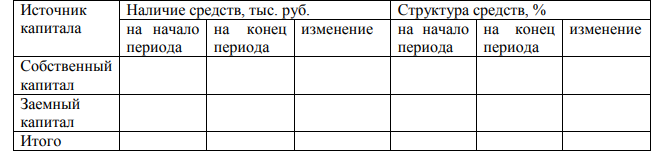 Источник капитала
Наличие средств, тыс. руб.
Структура средств, %
на начало периода
на конец периода
изменение
на начало периода
на конец периода
изменение
Собственный капитал
Заемный капитал
Итого